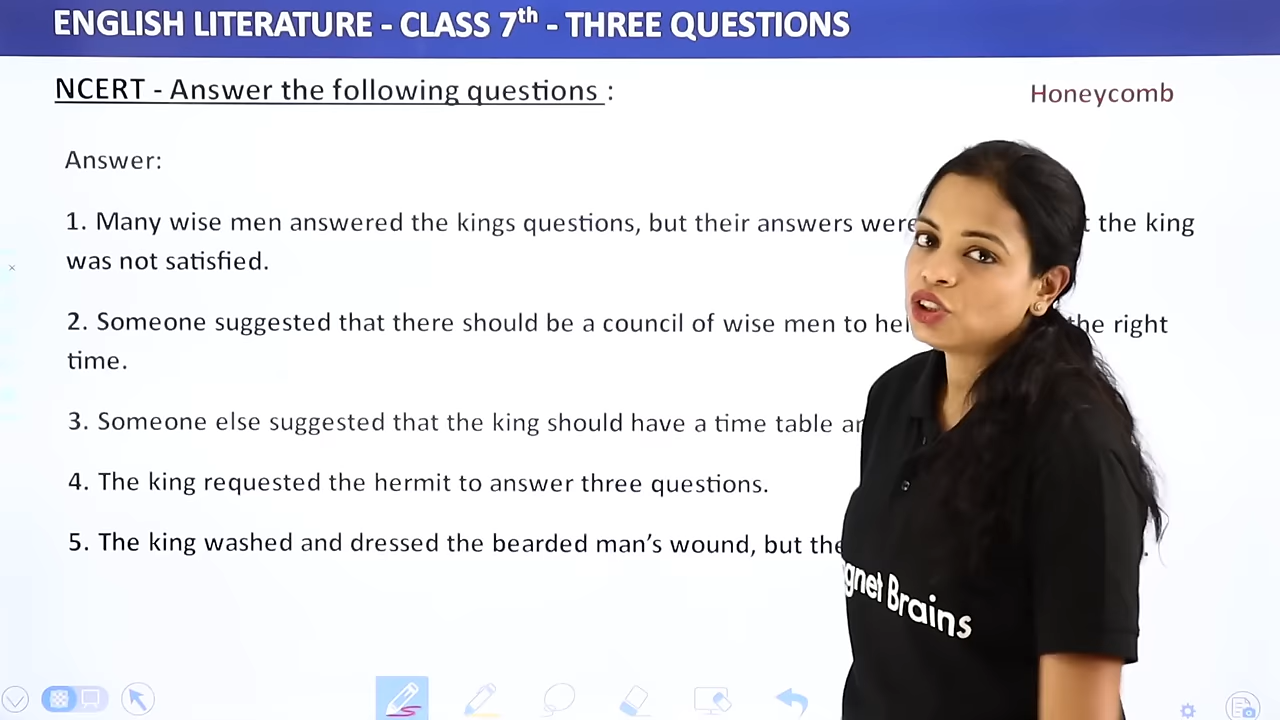 ENGLISH LITERATURE - CLASS 7th - THREE QUESTIONS
NCERT - Answer the following questions :
Honeycomb
Answer:
1. Many wise men answered the kings questions, but their answers were the king
was not satisfied.
2. Someone suggested that there should be a council of wise men to the right
time.
3. Someone else suggested that the king should have a time table
4. The king requested the hermit to answer three questions.
5. The king washed and dressed the bearded man's wound, but
Brains